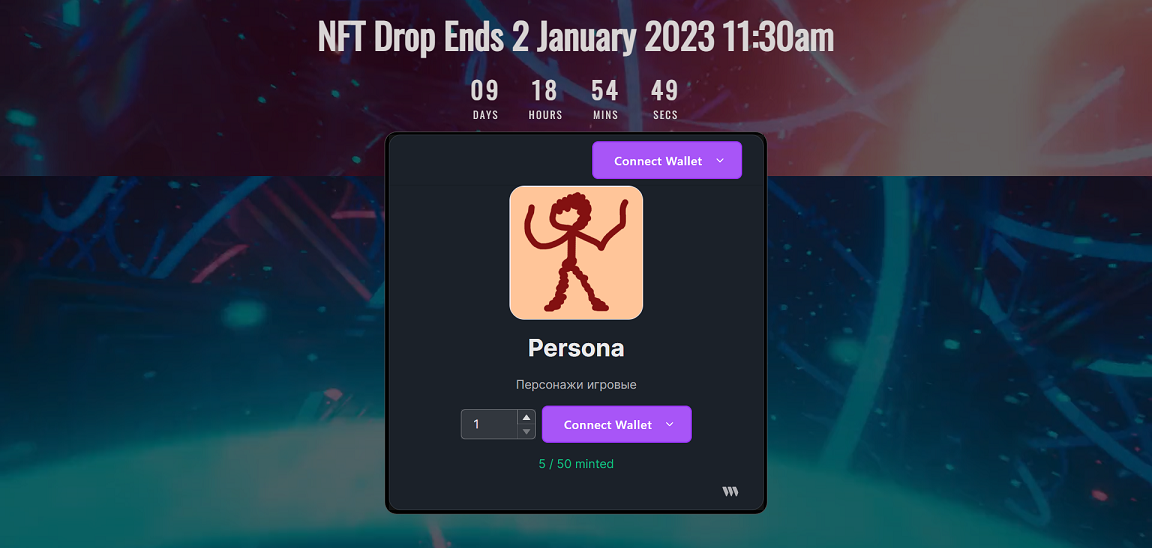 NFT Drop Ends 2 January 2023 11:30am
09 18 54 49
DAYS HOURS MINS SECS
Connect Wallet
Persona
Персонажи игровые
1 Connect Wallet
5 / 50 minted